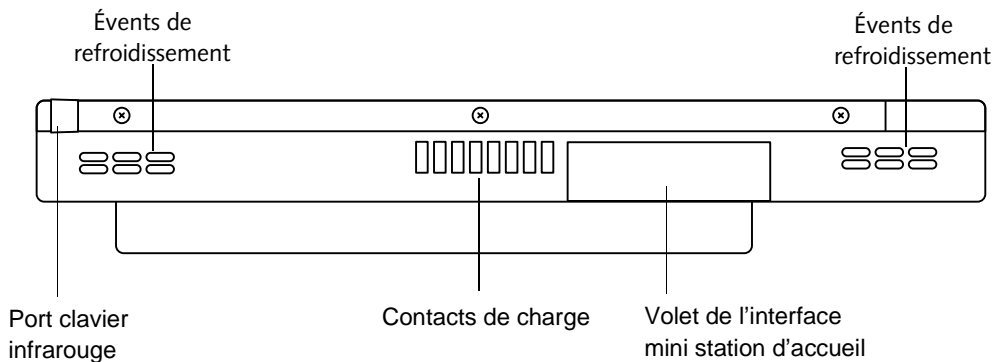 Évents de
refroidissement
Évents de
refroidissement
Port clavier
infrarouge
Contacts de charge
Volet de l’interface
mini station d’accueil